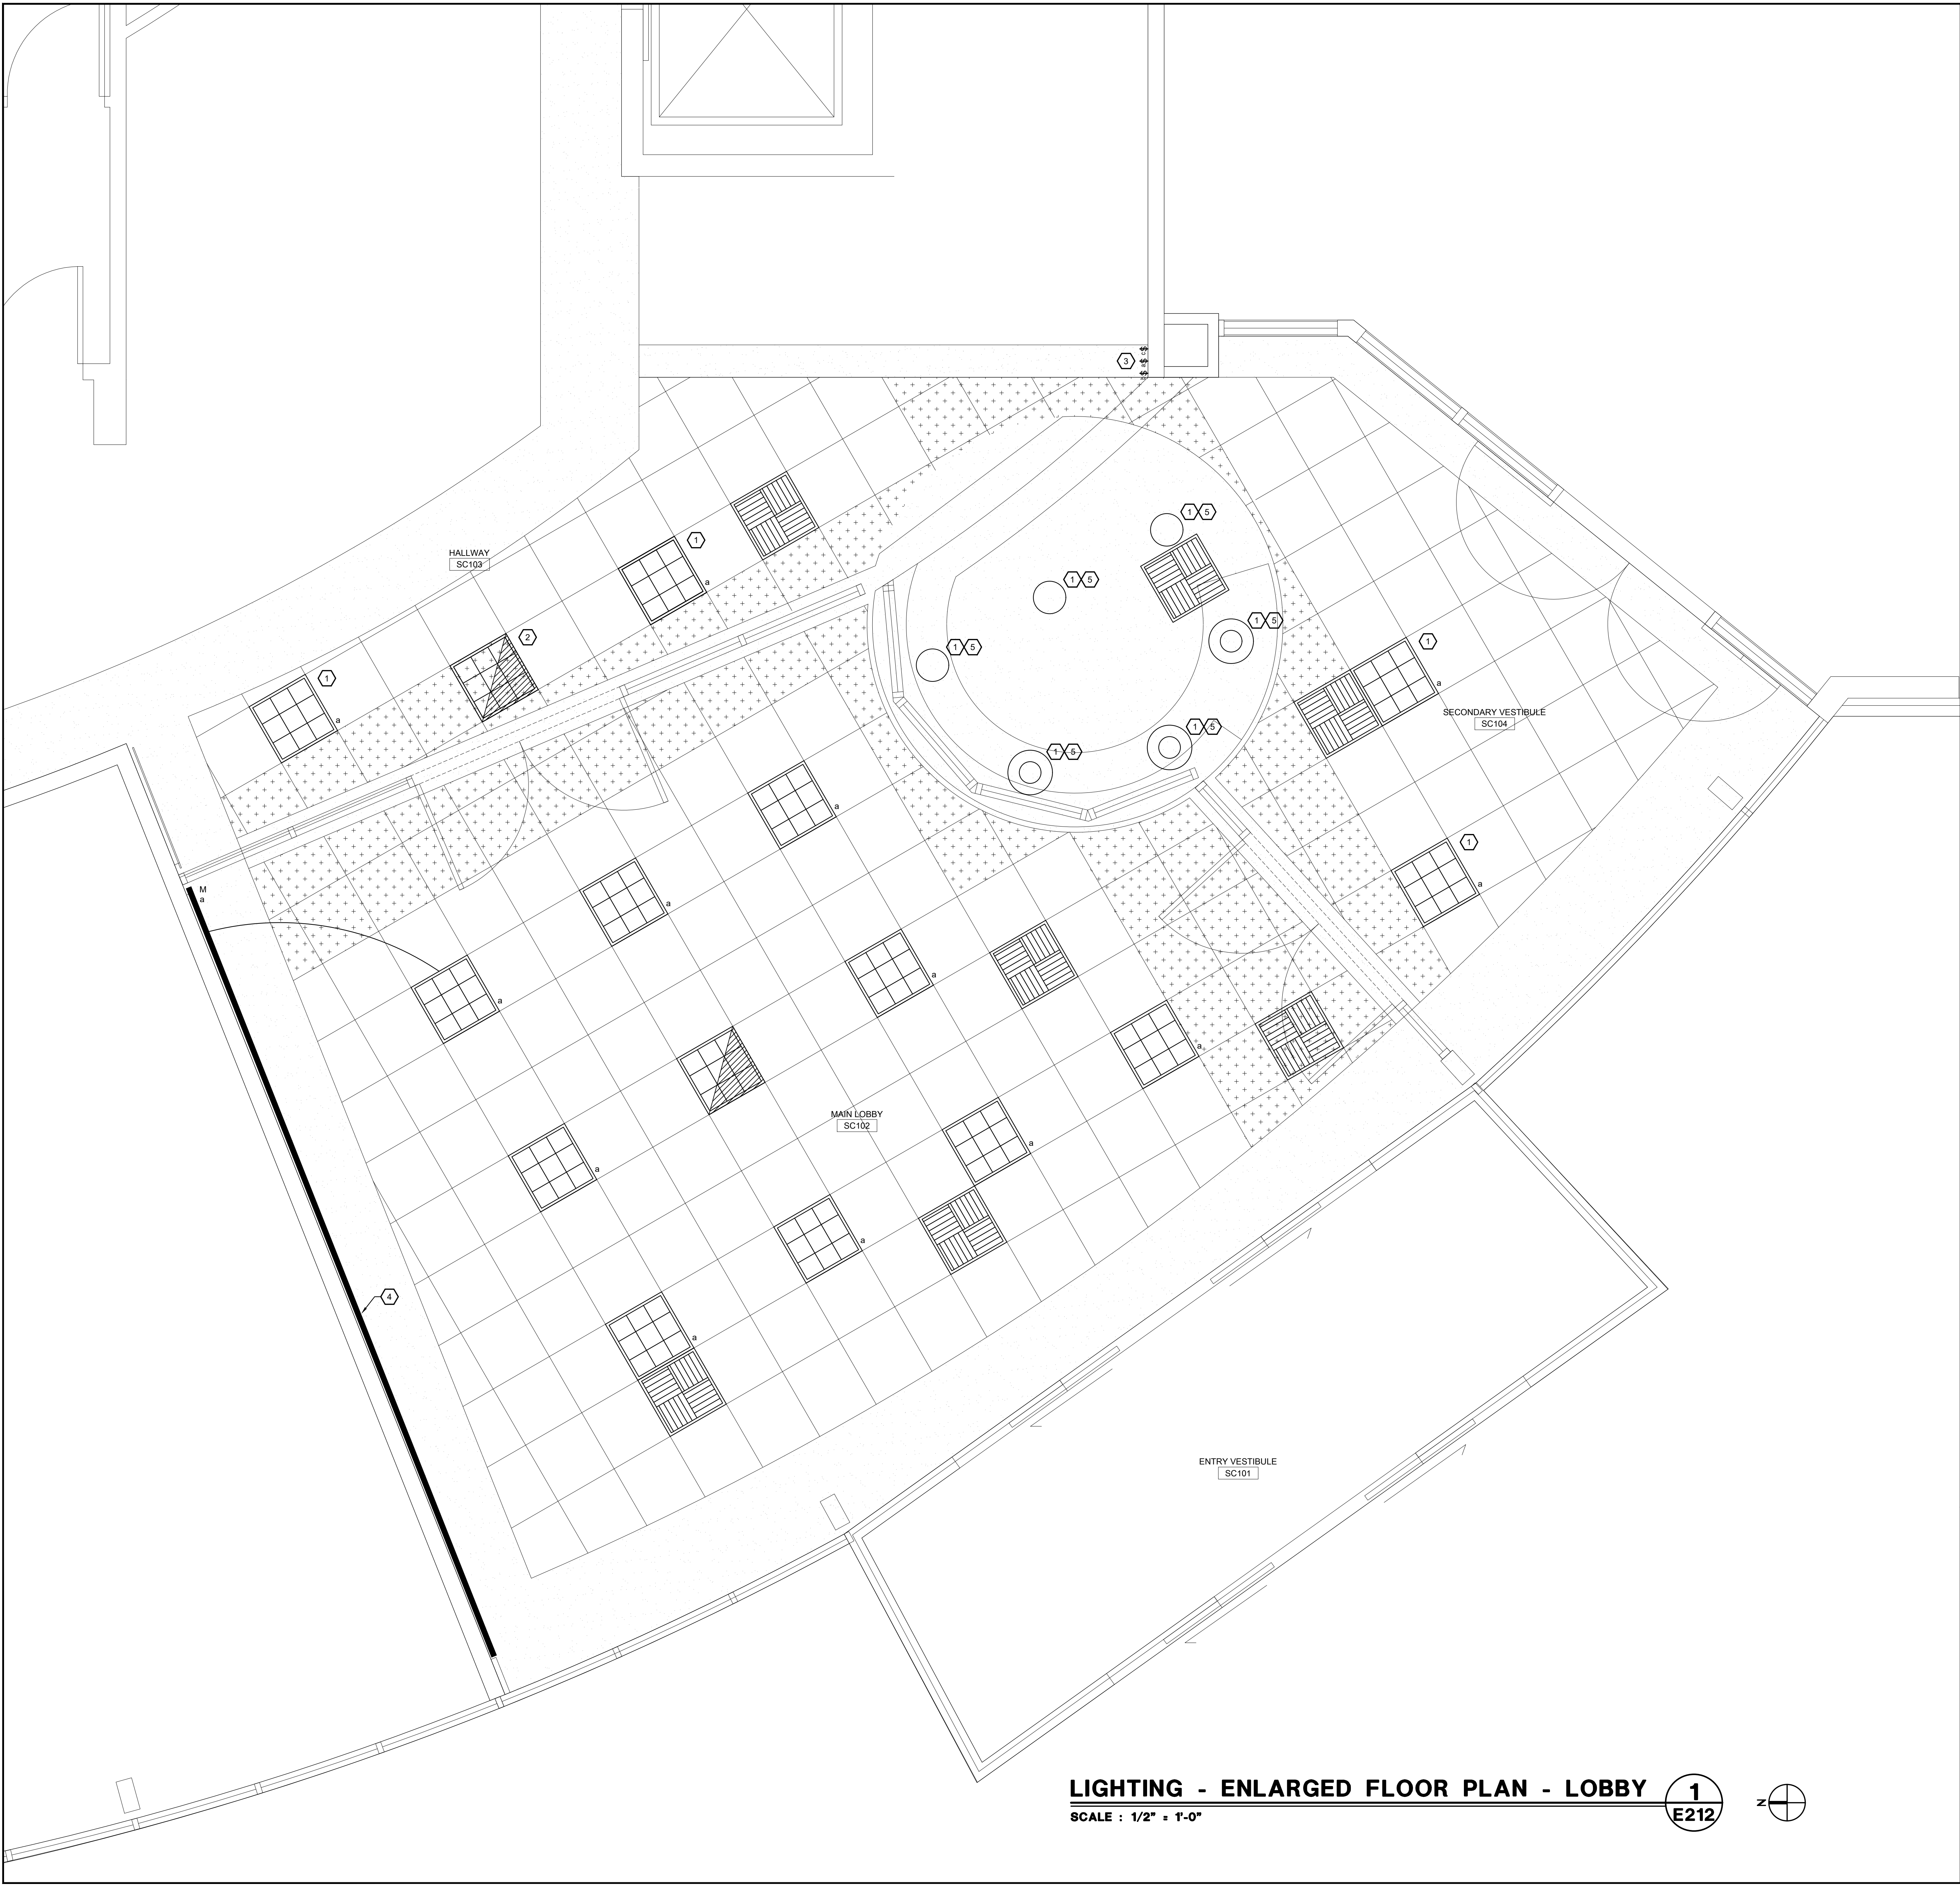 3
c$
a$
$
1 5
HALLWAY
SC103
1
a
1 5
2
1 5
1 5
1
1
a
a
SECONDARY VESTIBULE
SC104
1 5
1 5
a
1
a
a
M
a
a
a
a
MAIN LOBBY
SC102
a
a
a
4
a
ENTRY VESTIBULE
SC101
LIGHTING - ENLARGED FLOOR PLAN - LOBBY
SCALE : 1/2" = 1'-0"
1
E212
N